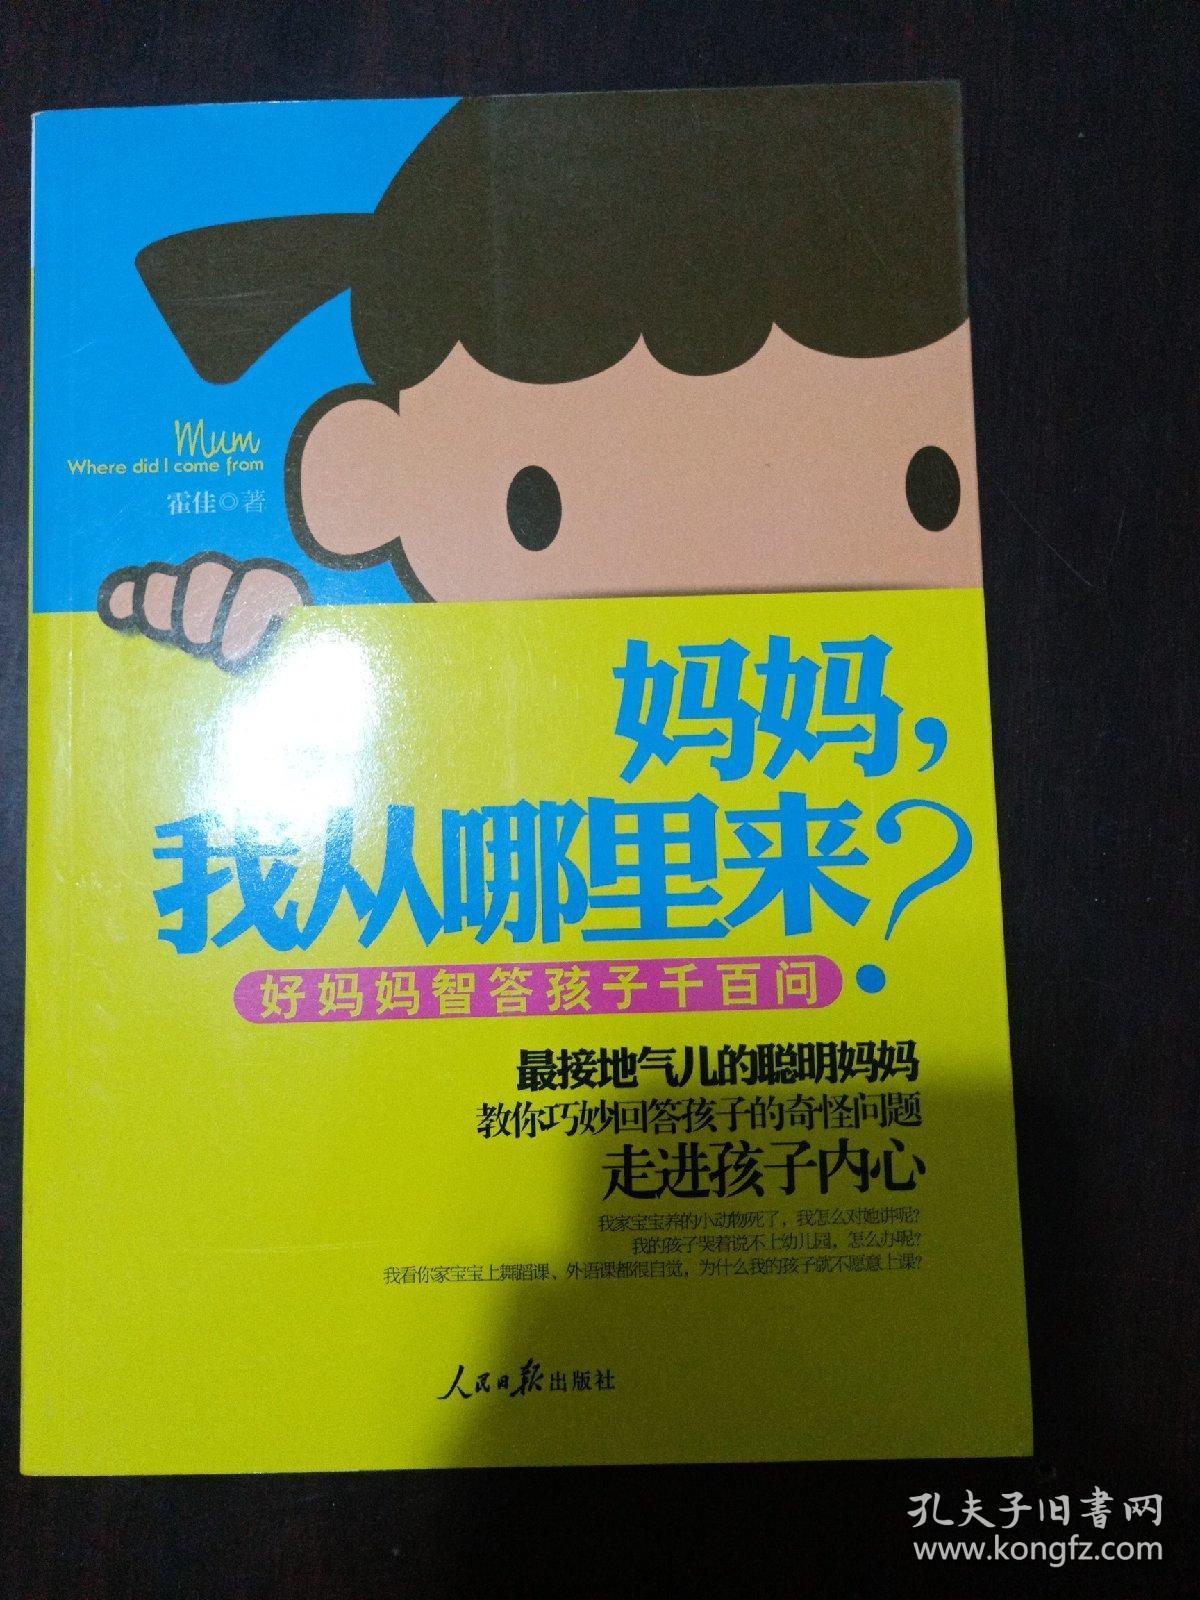 Mum
Where did I come from
霍佳◎著
妈妈,
我从哪里来?
好妈妈智答孩子千百问
最接地气儿的聪明妈妈
教你巧妙回答孩子的奇怪问题
走进孩子内心
我家宝宝养的小动物死了，我怎么对她讲呢?
我的孩子哭着说不上幼儿园，怎么办呢?
我看你家宝宝上舞蹈课、外语课都很自觉，为什么我的孩子就不愿意上课?
人民日报出版社
孔夫子旧书网
www.kongfz.com